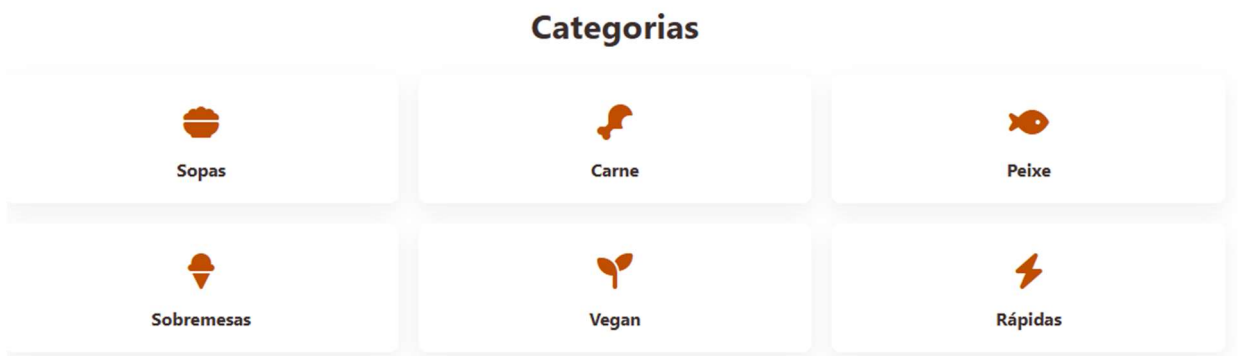 Categorias
Sopas
Carne
Peixe
Sobremesas
Vegan
Rápidas